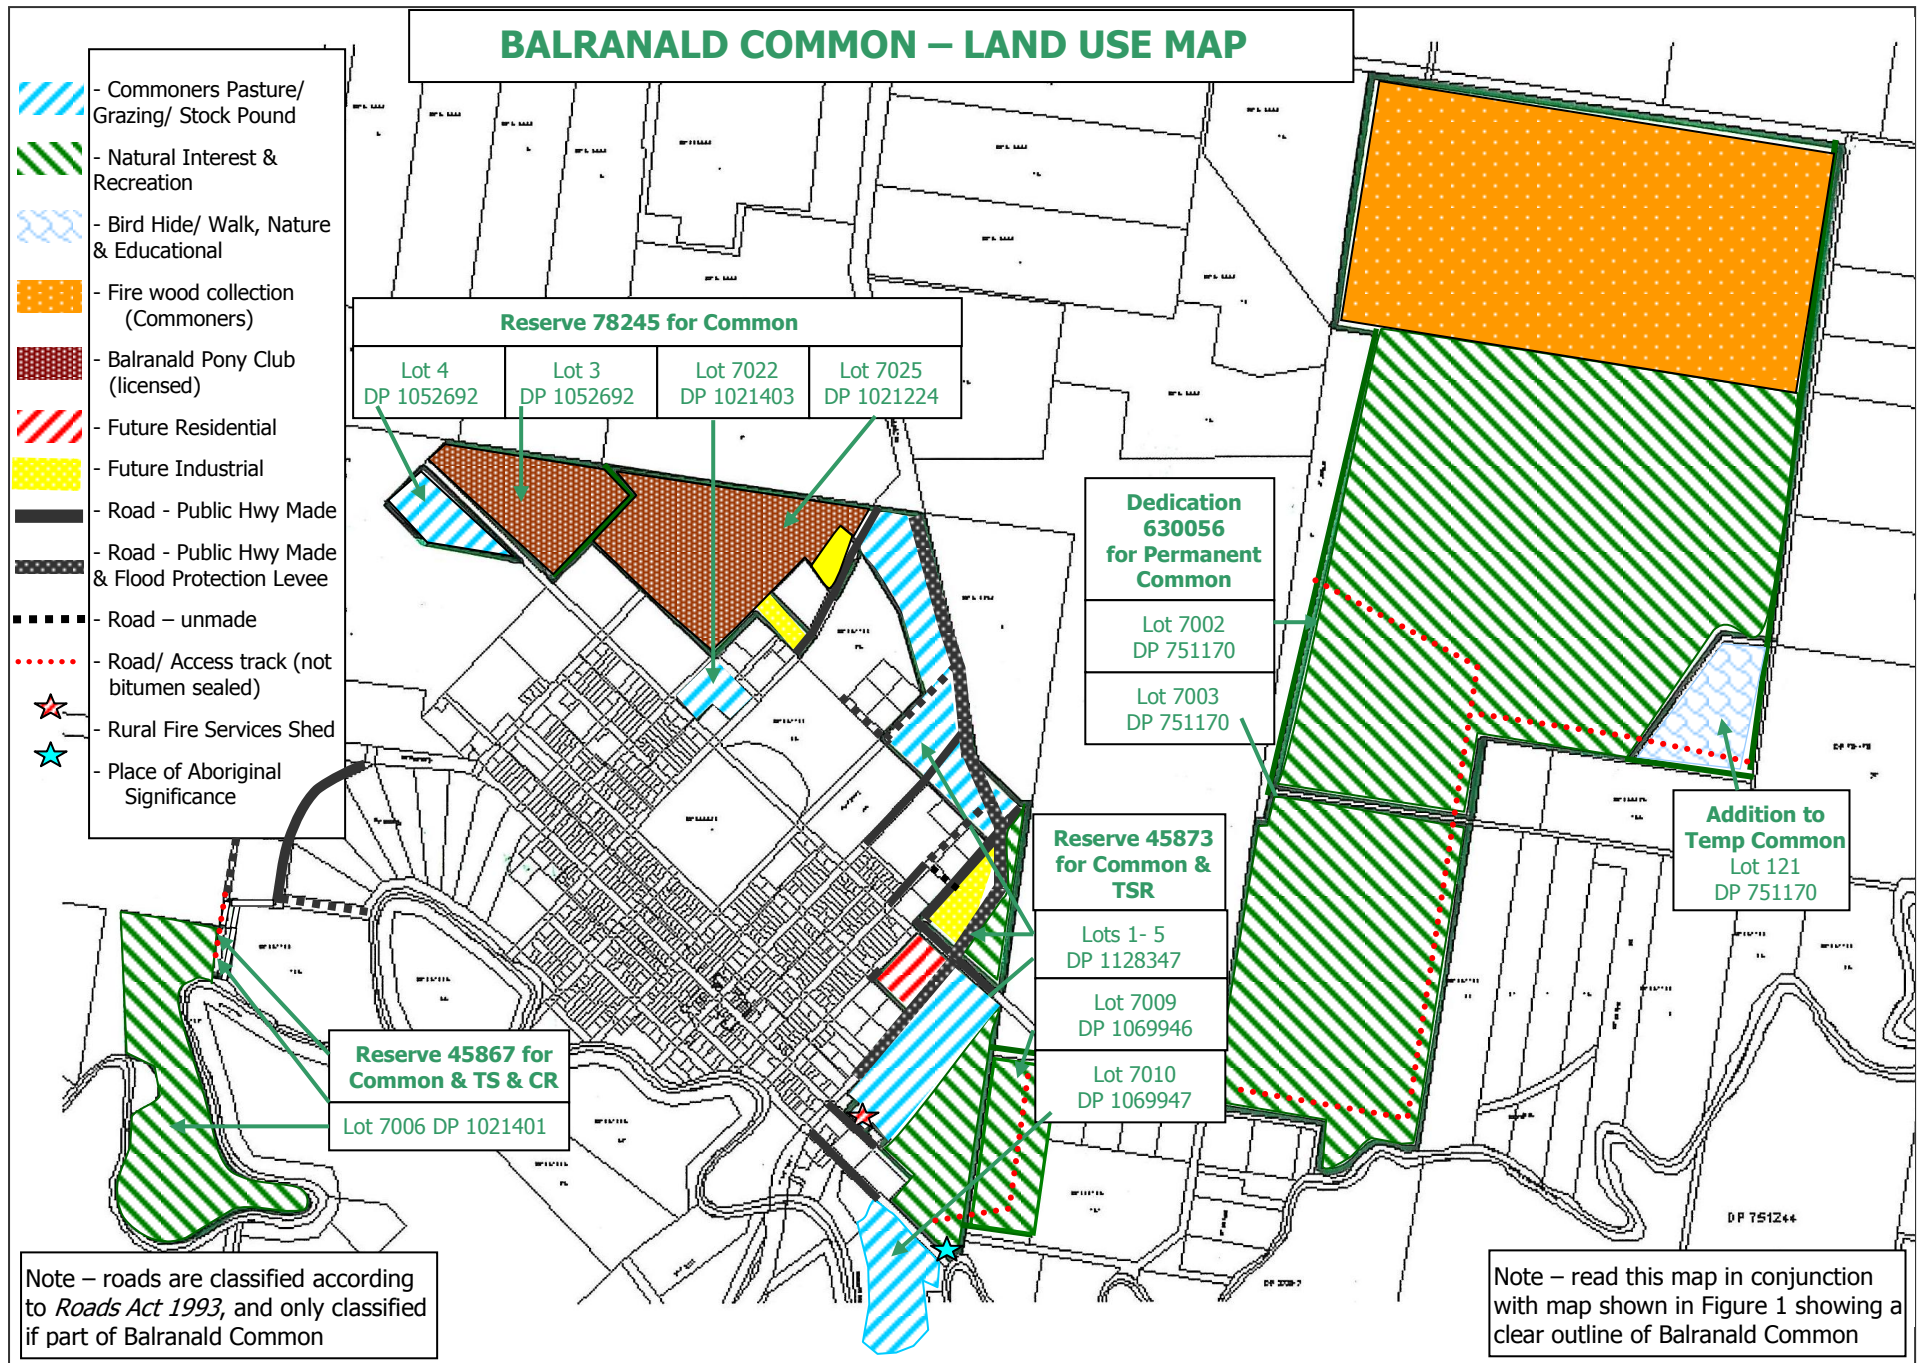 BALRANALD COMMON – LAND USE MAP
- Commoners Pasture/
Grazing/ Stock Pound
- Natural Interest &
Recreation
- Bird Hide/ Walk, Nature
& Educational
- Fire wood collection
(Commoners)
- Balranald Pony Club
(licensed)
- Future Residential
- Future Industrial
- Road - Public Hwy Made
- Road - Public Hwy Made
& Flood Protection Levee
- Road – unmade
- Road/ Access track (not
bitumen sealed)
- Rural Fire Services Shed
- Place of Aboriginal
Significance
Reserve 78245 for Common
Lot 4
DP 1052692
Lot 3
DP 1052692
Lot 7022
DP 1021403
Lot 7025
DP 1021224
Dedication
630056
for Permanent
Common
Lot 7002
DP 751170
Lot 7003
DP 751170
Addition to
Temp Common
Lot 121
DP 751170
Reserve 45873
for Common &
TSR
Lots 1- 5
DP 1128347
Lot 7009
DP 1069946
Lot 7010
DP 1069947
Reserve 45867 for
Common & TS & CR
Lot 7006 DP 1021401
DP 751244
Note – roads are classified according
to Roads Act 1993, and only classified
if part of Balranald Common
Note – read this map in conjunction
with map shown in Figure 1 showing a
clear outline of Balranald Common